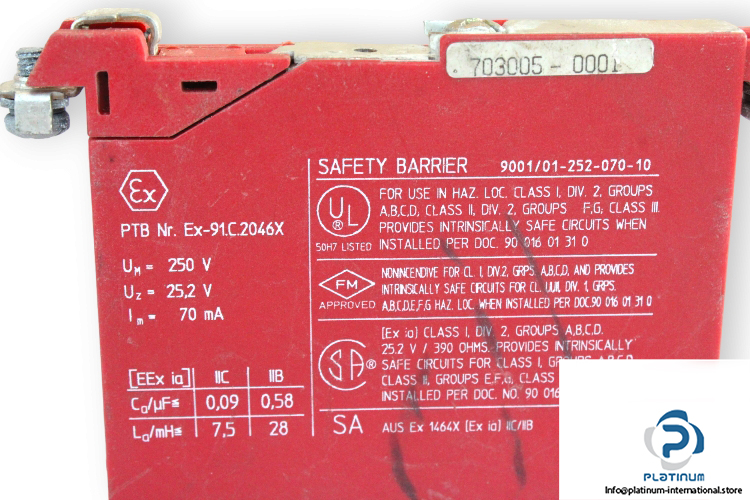 703005 - 0001
SAFETY BARRIER 9001/01-252-070-10
Ex
PTB Nr. Ex-91.C.2046X
UM = 250 V
UZ = 25,2 V
Im = 70 mA
[EEx ia] IIC IIB
Ca/µF≤ 0,09 0,58
La/mH≤ 7,5 28
UL
®
50H7 LISTED
FOR USE IN HAZ. LOC. CLASS I, DIV. 2, GROUPS
A,B,C,D, CLASS II, DIV. 2, GROUPS F,G, CLASS III.
PROVIDES INTRINSICALLY SAFE CIRCUITS WHEN
INSTALLED PER DOC. 90 016 01 31 0
FM
APPROVED
NONINCENDIVE FOR CL. I, DIV. 2, GRPS. A,B,C,D, AND PROVIDES
INTRINSICALLY SAFE CIRCUITS FOR CL. I,II,III, DIV. 1, GRPS.
A,B,C,D,E,F,G HAZ. LOC. WHEN INSTALLED PER DOC.90 016 01 31 0
SA®
[Ex ia] CLASS I, DIV. 2, GROUPS A,B,C,D.
25.2 V / 390 OHMS. PROVIDES INTRINSICALLY
SAFE CIRCUITS FOR CLASS I, GROUPS A,B,C,D
CLASS II, GROUPS E,F,G, CLASS
INSTALLED PER DOC. NO. 90 016
SA AUS Ex 1464X [Ex ia] IIC/IIB
PLATINUM
INTERNATIONAL
Info@platinum-international.store